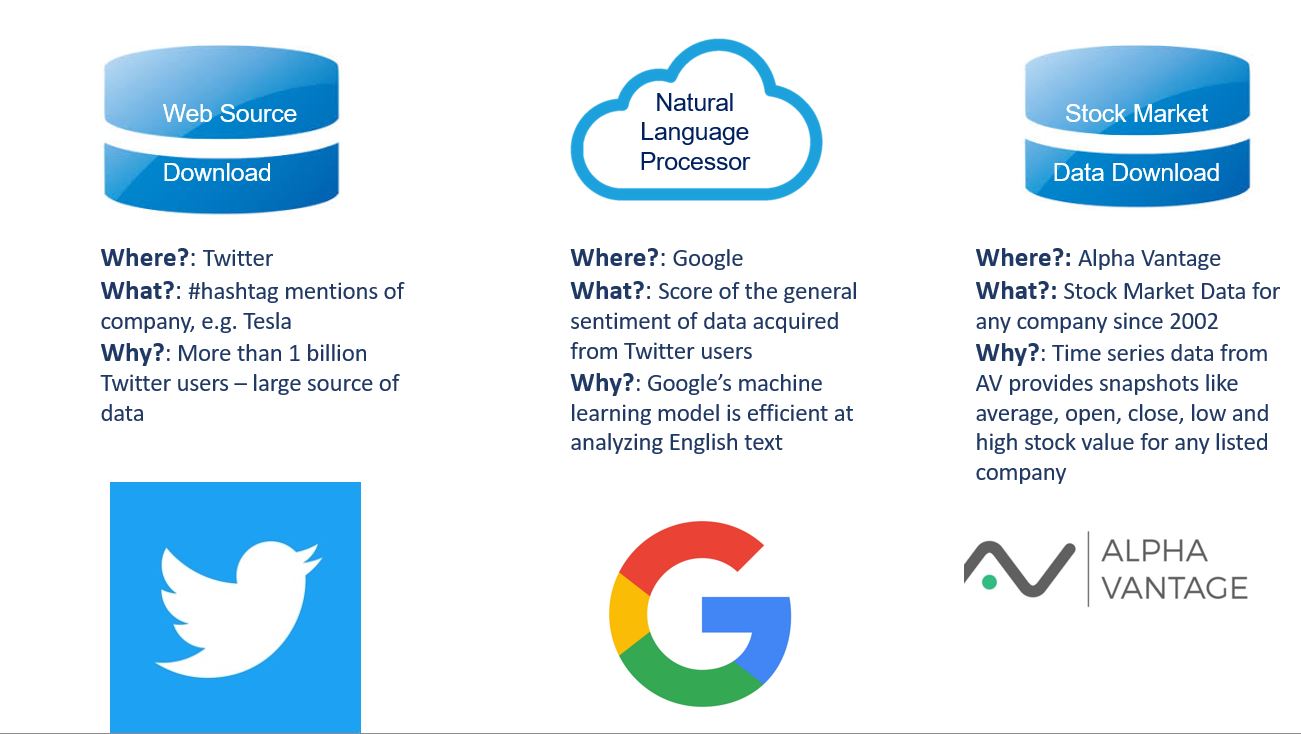 Web Source
Download
Natural
Language
Processor
Stock Market
Data Download
Where?: Twitter
What?: #hashtag mentions of
company, e.g. Tesla
Why?: More than 1 billion
Twitter users – large source of
data
Where?: Google
What?: Score of the general
sentiment of data acquired
from Twitter users
Why?: Google’s machine
learning model is efficient at
analyzing English text
Where?: Alpha Vantage
What?: Stock Market Data for
any company since 2002
Why?: Time series data from
AV provides snapshots like
average, open, close, low and
high stock value for any listed
company
ALPHA
VANTAGE